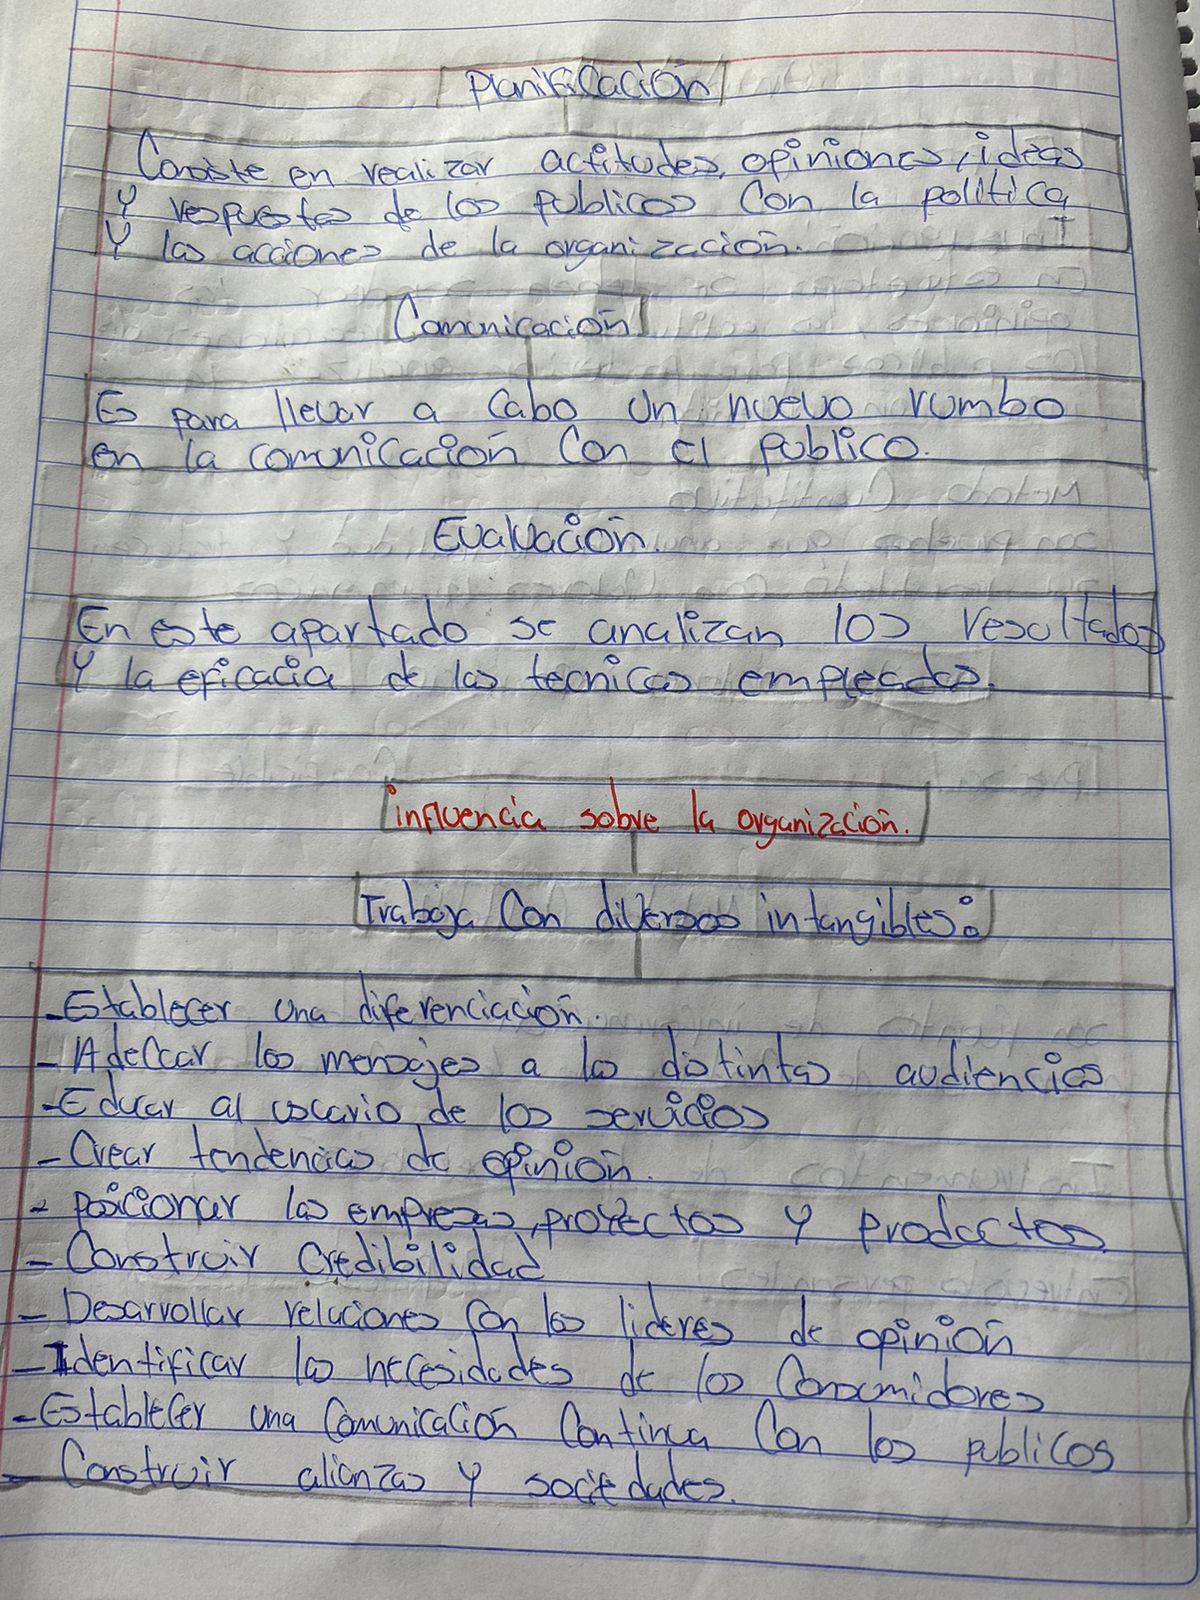 Planificación
Consiste en realizar actitudes, opiniones, ideas
y respuestas de los publicos con la política
y las acciones de la organización.
Comunicación
Es para llevar a cabo un nuevo rumbo
en la comunicación con el publico.
Evaluación.
En este apartado se analizan los resultados
y la eficacia de las tecnicas empleadas.
influencia sobre la organización.
Trabaja con diversos intangibles:
- Establecer una diferenciación.
- Adecuar los mensajes a las distintas audiencias
- Educar al usuario de los servicios
- Crear tendencias de opinión.
- posicionar las empresas, proyectos y productos
- Construir credibilidad
- Desarrollar relaciones con los lideres de opinión
- Identificar las necesidades de los Consumidores
- Establecer una comunicación continua con los publicos
- Construir alianzas y sociedades.